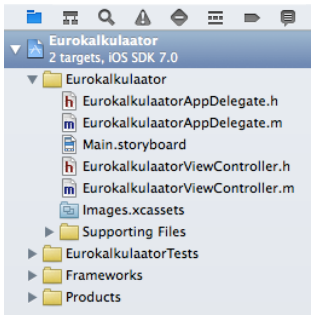 Eurokalkulaator
2 targets, iOS SDK 7.0
Eurokalkulaator
h EurokalkulaatorAppDelegate.h
m EurokalkulaatorAppDelegate.m
Main.storyboard
h EurokalkulaatorViewController.h
m EurokalkulaatorViewController.m
Images.xcassets
Supporting Files
EurokalkulaatorTests
Frameworks
Products